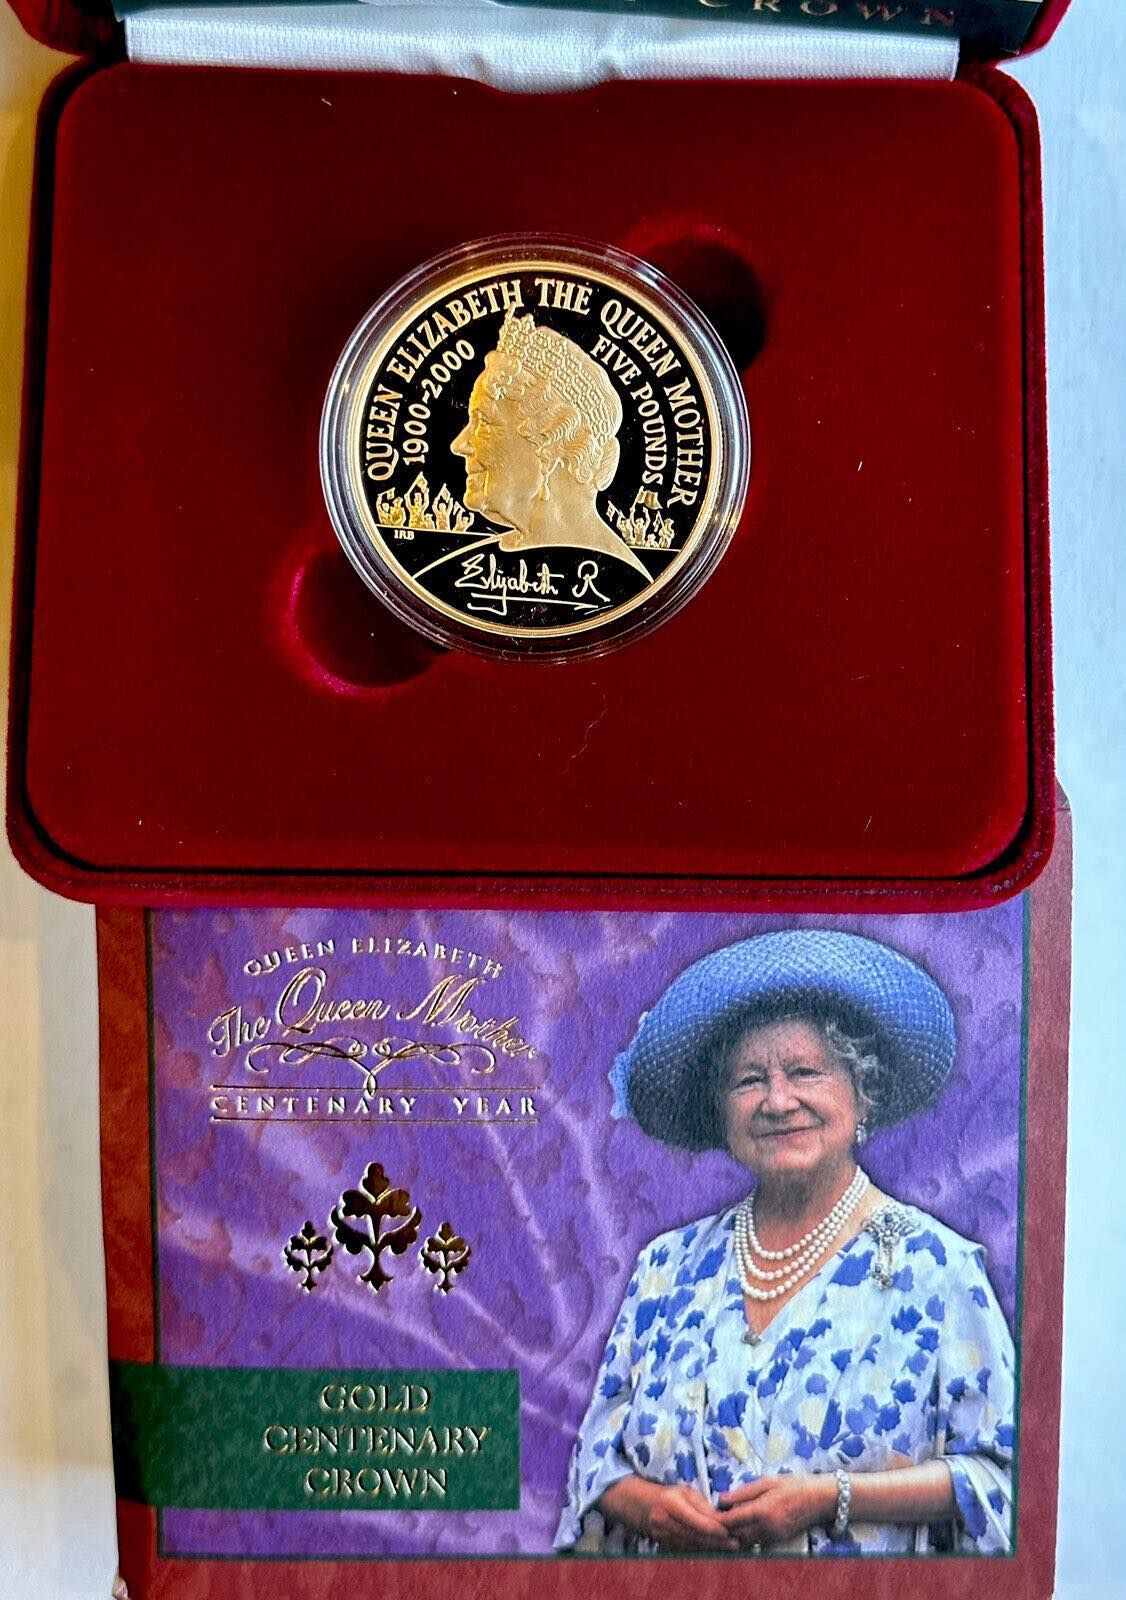 CROWN
QUEEN ELIZABETH THE QUEEN MOTHER
1900-2000
FIVE POUNDS
IRB
Elizabeth R
QUEEN ELIZABETH
The Queen Mother
CENTENARY YEAR
GOLD
CENTENARY
CROWN